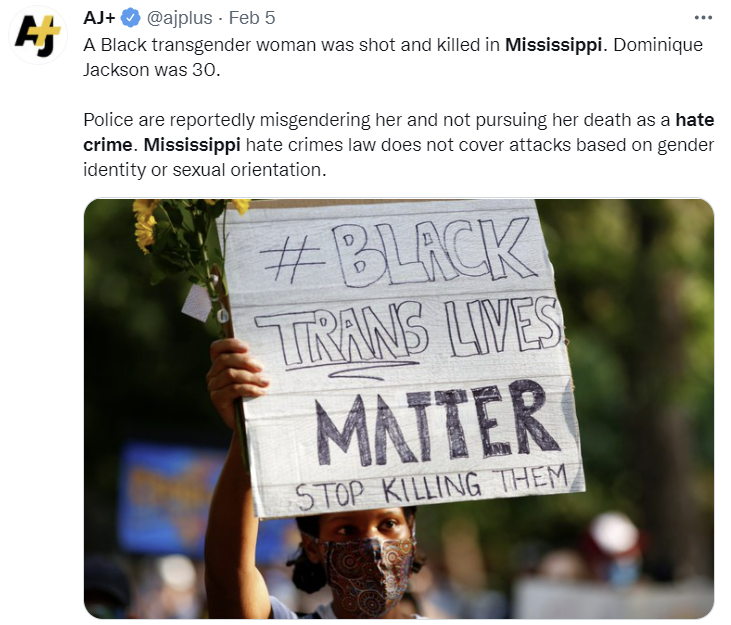 AJ+ @ajplus · Feb 5
A Black transgender woman was shot and killed in Mississippi. Dominique
Jackson was 30.
Police are reportedly misgendering her and not pursuing her death as a hate
crime. Mississippi hate crimes law does not cover attacks based on gender
identity or sexual orientation.
#BLACK
TRANS LIVES
MATTER
STOP KILLING THEM